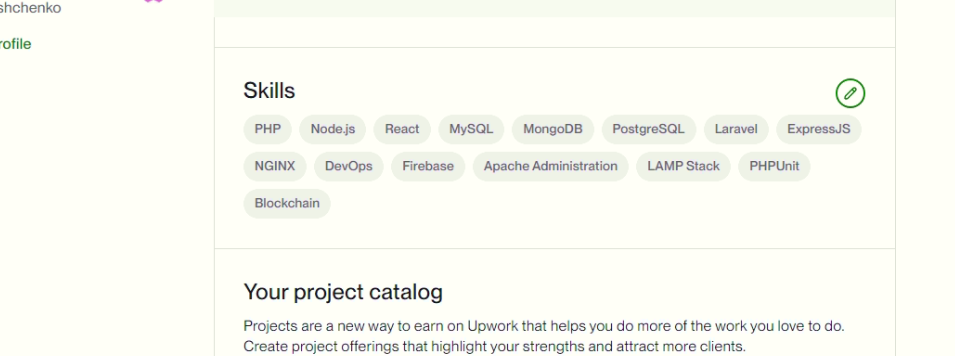 shchenko
rofile
Skills
PHP Node.js React MySQL MongoDB PostgreSQL Laravel ExpressJS
NGINX DevOps Firebase Apache Administration LAMP Stack PHPUnit
Blockchain
Your project catalog
Projects are a new way to earn on Upwork that helps you do more of the work you love to do.
Create project offerings that highlight your strengths and attract more clients.